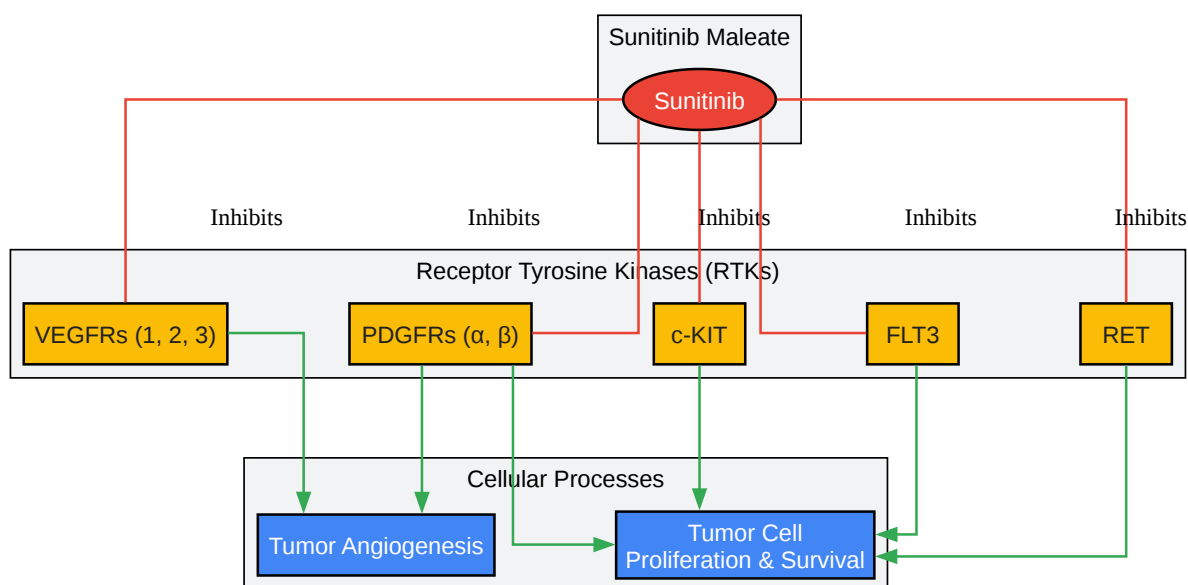 Sunitinib Maleate
Sunitinib
Inhibits
Inhibits
Inhibits
Inhibits
Inhibits
Receptor Tyrosine Kinases (RTKs)
VEGFRs (1, 2, 3)
PDGFRs (α, β)
c-KIT
FLT3
RET
Cellular Processes
Tumor Angiogenesis
Tumor Cell
Proliferation & Survival